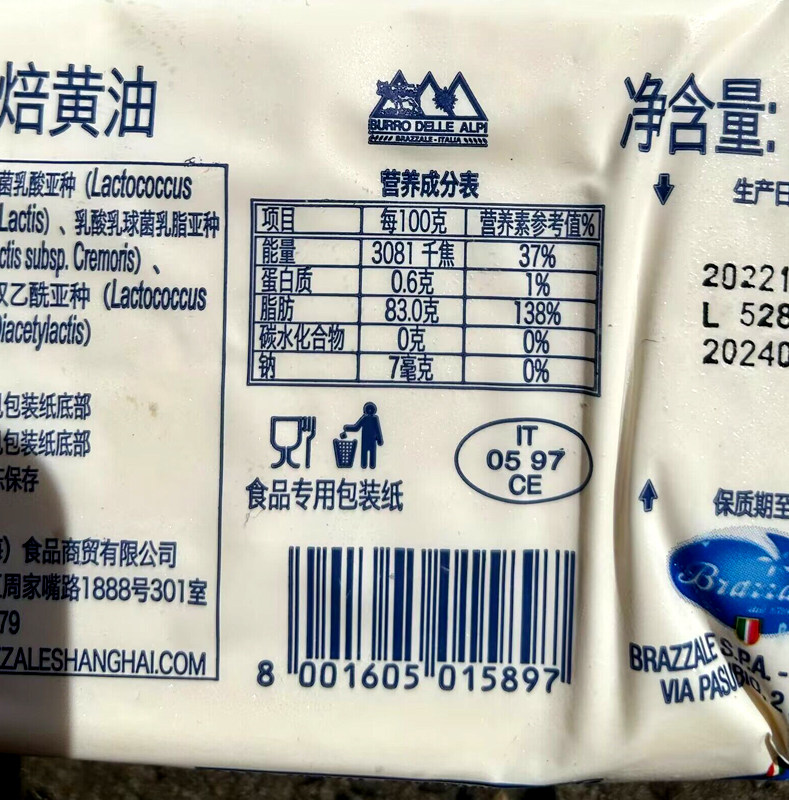 焙黄油
菌乳酸亚种 (Lactococcus
Lactis) 、乳酸乳球菌乳脂亚种
ctis subsp. Cremoris) 、
双乙酰亚种 (Lactococcus
Diacetylactis)
包装纸底部
包装纸底部
保存
食品商贸有限公司
周家嘴路1888号301室
79
ZZALESHANGHAI.COM
BURRO DELLE ALPI
BRAZZALE-ITALIA
营养成分表
项目 每100克 营养素参考值%
能量 3081 千焦 37%
蛋白质 0.6克 1%
脂肪 83.0克 138%
碳水化合物 0克 0%
钠 7毫克 0%
食品专用包装纸
IT
05 97
CE
8 001605 015897
净含量:
生产日
20221
L 528
20240
保质期至
BRAZZALE S.P.A. -
VIA PASUBIO, 2